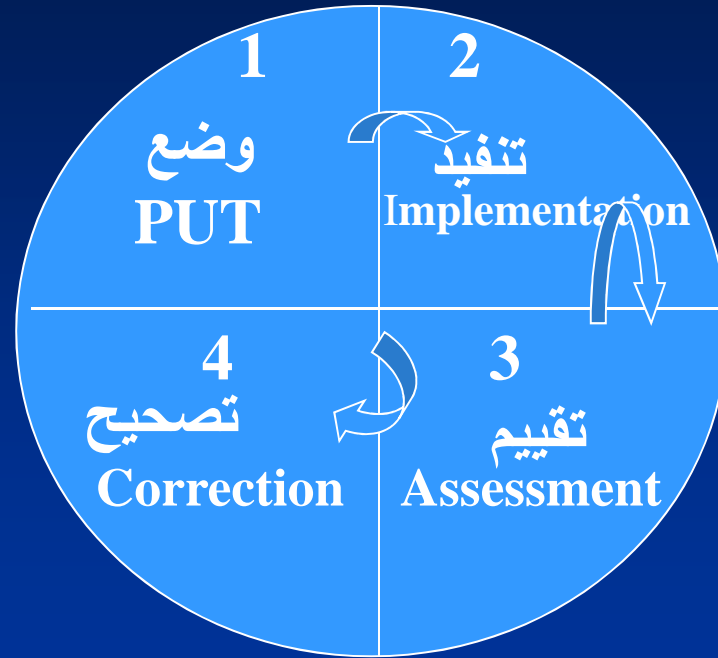 1
وضع
PUT
2
تنفيد
Implementation
3
تقييم
Assessment
4
تصحيح
Correction